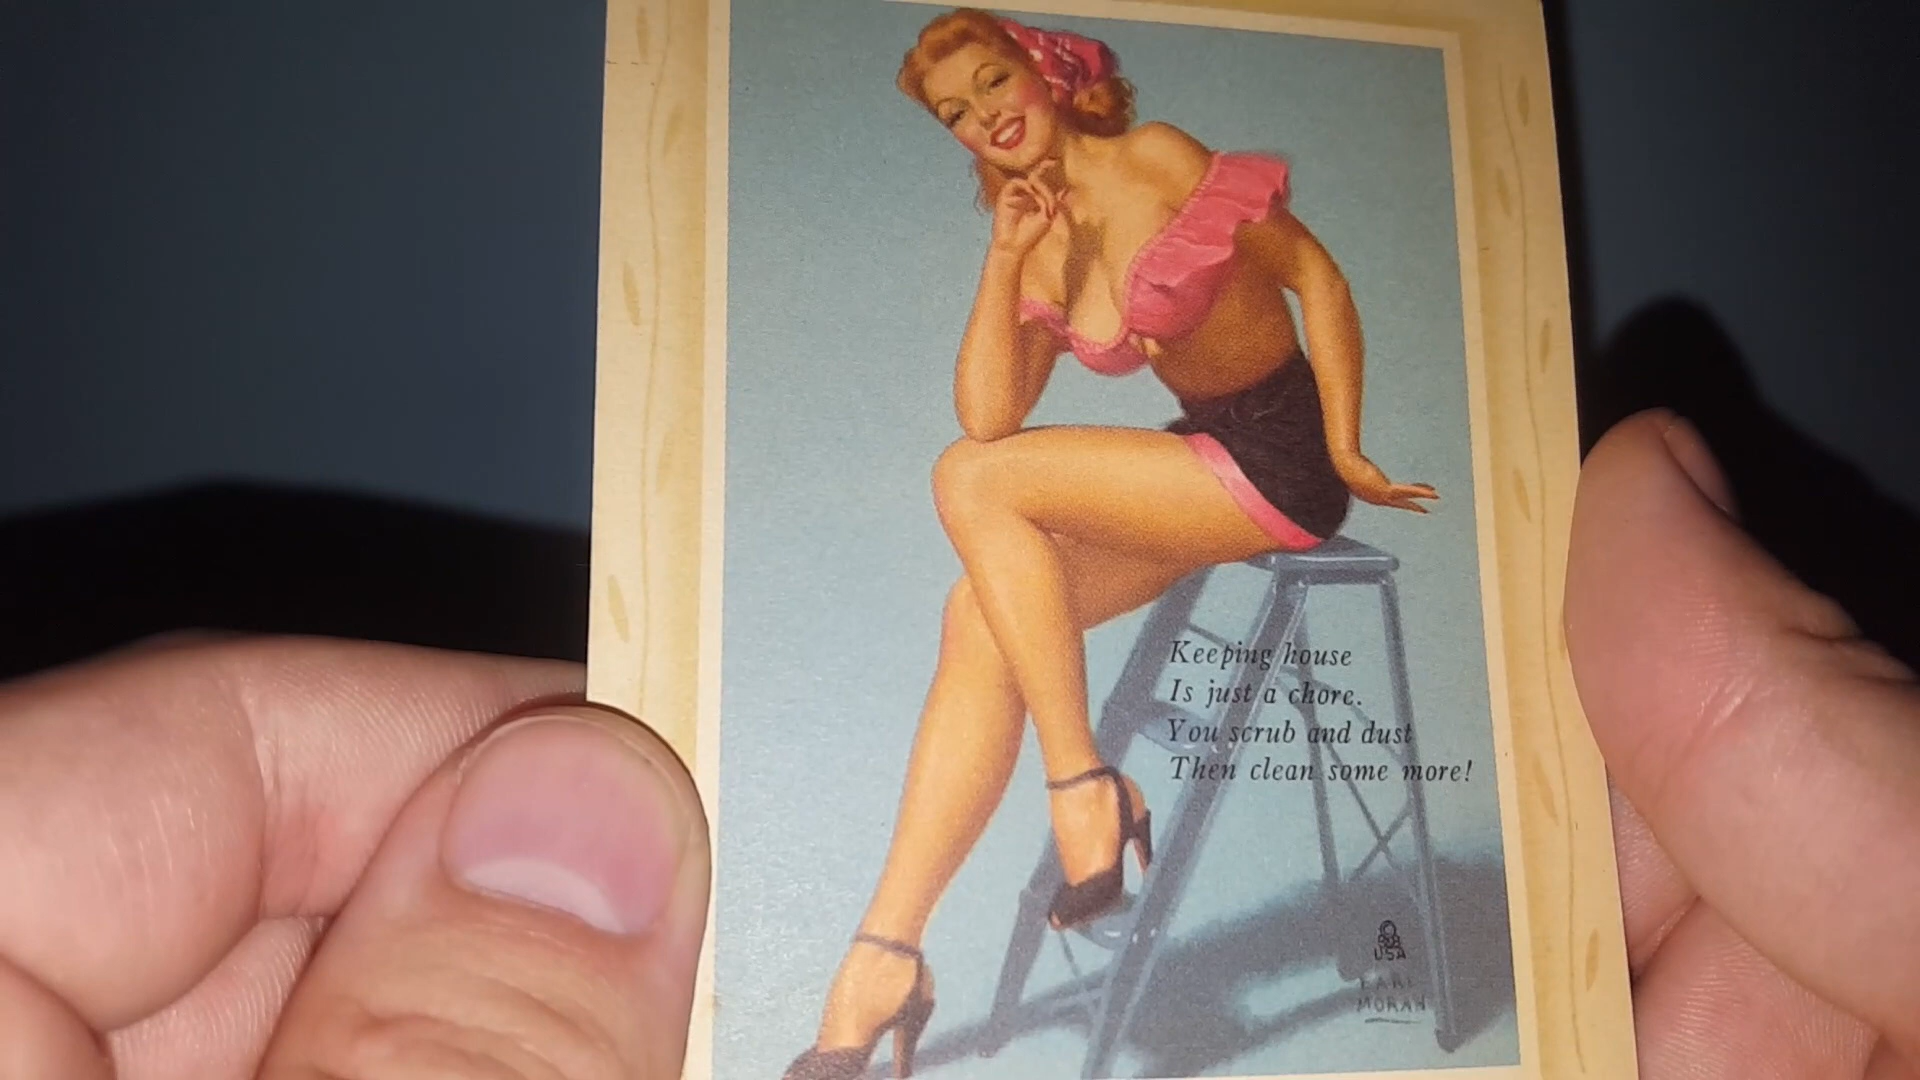 Keeping house
Is just a chore.
You scrub and dust
Then clean some more!
USA
EARL
MORAN